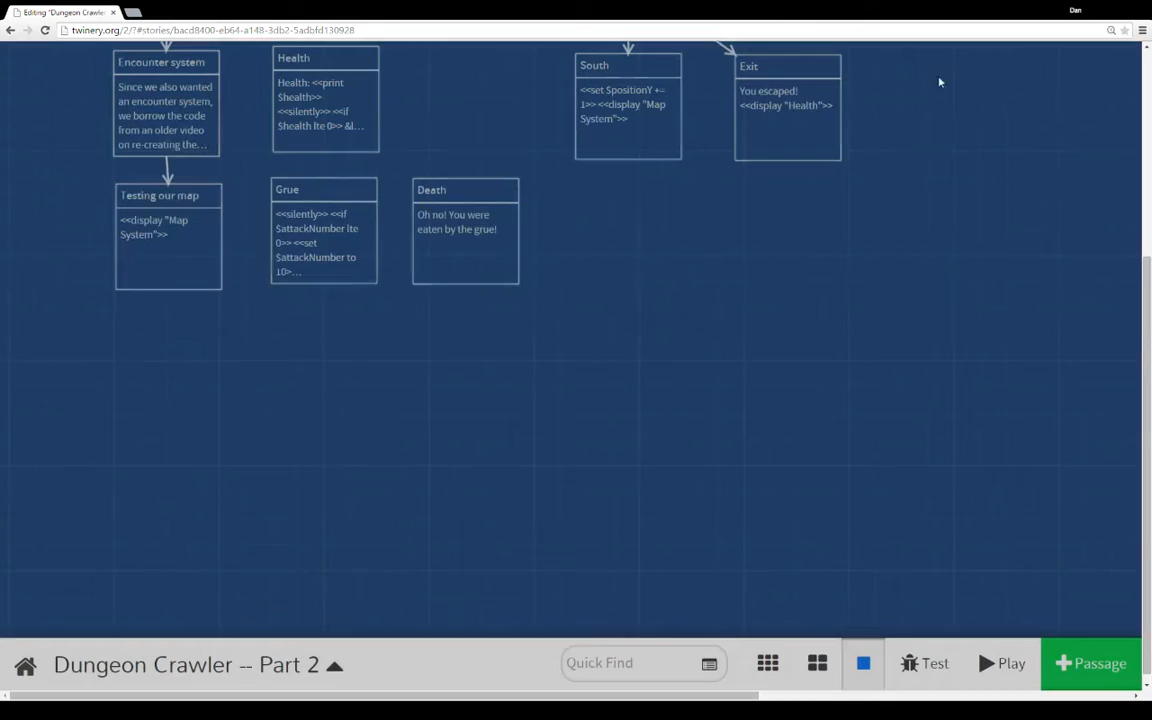 Dan
Editing "Dungeon Crawler
twinery.org/2/?#stories/bacd8400-eb64-a148-3db2-5adbfd130928
Encounter system
Since we also wanted
an encounter system,
we borrow the code
from an older video
on re-creating the…
Health
Health: <<print
$health>>
<<silently>> <<if
$health lte 0>> &l…
South
<<set $positionY +=
1>> <<display "Map
System">>
Exit
You escaped!
<<display "Health">>
Testing our map
<<display "Map
System">>
Grue
<<silently>> <<if
$attackNumber lte
0>> <<set
$attackNumber to
10>…
Death
Oh no! You were
eaten by the grue!
Dungeon Crawler -- Part 2
Quick Find
Test
Play
Passage